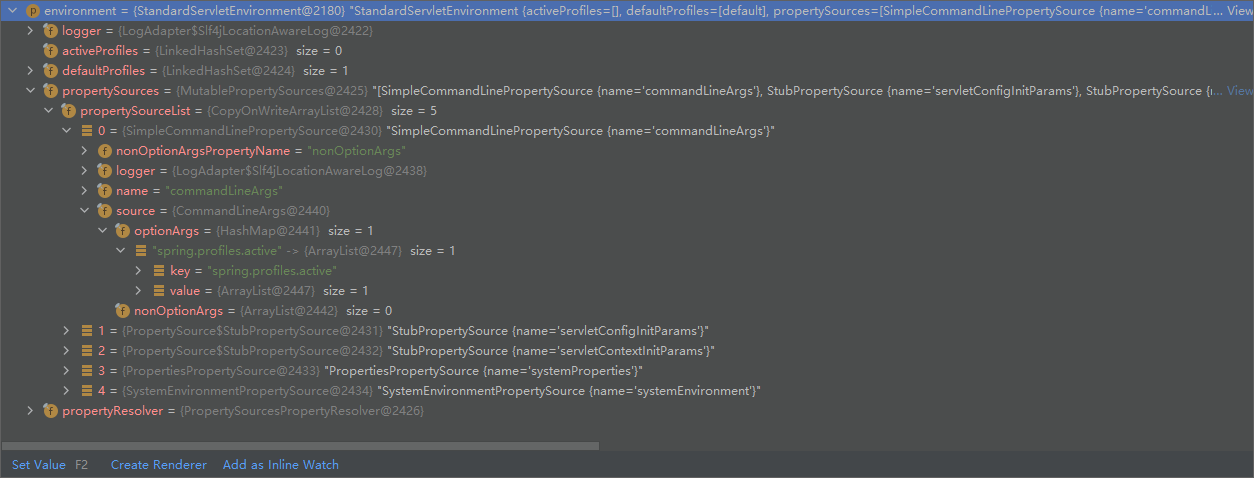 environment = {StandardServletEnvironment@2180} "StandardServletEnvironment {activeProfiles=[], defaultProfiles=[default], propertySources=[SimpleCommandLinePropertySource {name='commandL... View
logger = {LogAdapter$Slf4jLocationAwareLog@2422}
activeProfiles = {LinkedHashSet@2423} size = 0
defaultProfiles = {LinkedHashSet@2424} size = 1
propertySources = {MutablePropertySources@2425} "[SimpleCommandLinePropertySource {name='commandLineArgs'}, StubPropertySource {name='servletConfigInitParams'}, StubPropertySource {... View
propertySourceList = {CopyOnWriteArrayList@2428} size = 5
0 = {SimpleCommandLinePropertySource@2430} "SimpleCommandLinePropertySource {name='commandLineArgs'}"
nonOptionArgsPropertyName = "nonOptionArgs"
logger = {LogAdapter$Slf4jLocationAwareLog@2438}
name = "commandLineArgs"
source = {CommandLineArgs@2440}
optionArgs = {HashMap@2441} size = 1
"spring.profiles.active" -> {ArrayList@2447} size = 1
key = "spring.profiles.active"
value = {ArrayList@2447} size = 1
nonOptionArgs = {ArrayList@2442} size = 0
1 = {PropertySource$StubPropertySource@2431} "StubPropertySource {name='servletConfigInitParams'}"
2 = {PropertySource$StubPropertySource@2432} "StubPropertySource {name='servletContextInitParams'}"
3 = {PropertiesPropertySource@2433} "PropertiesPropertySource {name='systemProperties'}"
4 = {SystemEnvironmentPropertySource@2434} "SystemEnvironmentPropertySource {name='systemEnvironment'}"
propertyResolver = {PropertySourcesPropertyResolver@2426}
Set Value F2 Create Renderer Add as Inline Watch